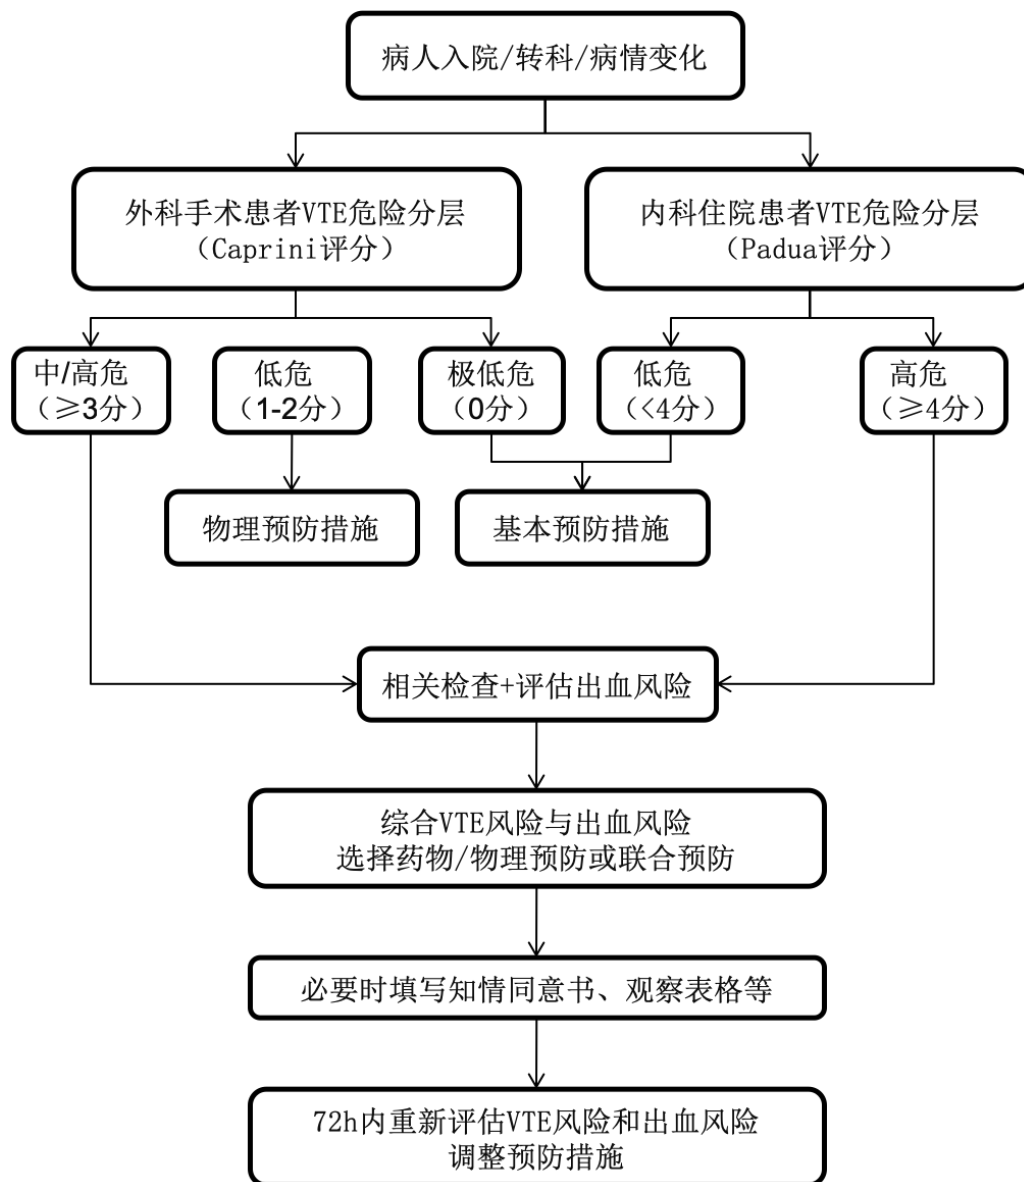 病人入院/转科/病情变化
外科手术患者VTE危险分层
（Caprini评分）
内科住院患者VTE危险分层
（Padua评分）
中/高危
（≥3分）
低危
（1-2分）
极低危
（0分）
低危
（<4分）
高危
（≥4分）
物理预防措施
基本预防措施
相关检查+评估出血风险
综合VTE风险与出血风险
选择药物/物理预防或联合预防
必要时填写知情同意书、观察表格等
72h内重新评估VTE风险和出血风险
调整预防措施